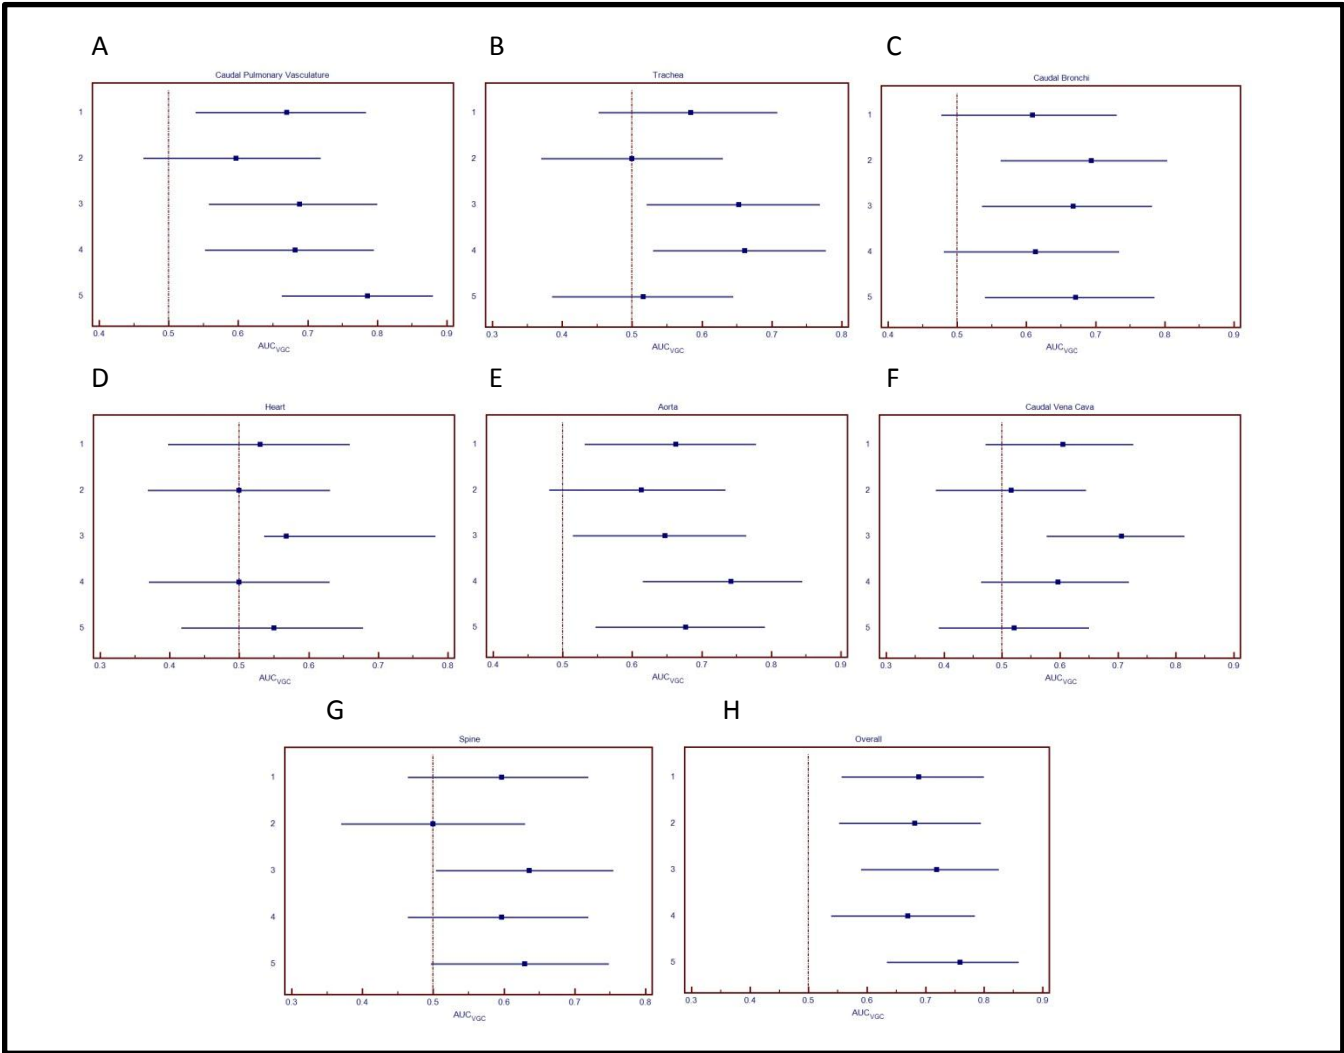 A
B
C
Caudal Pulmonary Vasculature
Trachea
Caudal Bronchi
1
2
3
4
5
0.4 0.5 0.6 0.7 0.8 0.9
AUCVGC
1
2
3
4
5
0.3 0.4 0.5 0.6 0.7 0.8
AUCVGC
1
2
3
4
5
0.4 0.5 0.6 0.7 0.8 0.9
AUCVGC
D
E
F
Heart
Aorta
Caudal Vena Cava
1
2
3
4
5
0.3 0.4 0.5 0.6 0.7 0.8
AUCVGC
1
2
3
4
5
0.4 0.5 0.6 0.7 0.8 0.9
AUCVGC
1
2
3
4
5
0.3 0.4 0.5 0.6 0.7 0.8 0.9
AUCVGC
G
H
Spine
Overall
1
2
3
4
5
0.3 0.4 0.5 0.6 0.7 0.8
AUCVGC
1
2
3
4
5
0.3 0.4 0.5 0.6 0.7 0.8 0.9
AUCVGC